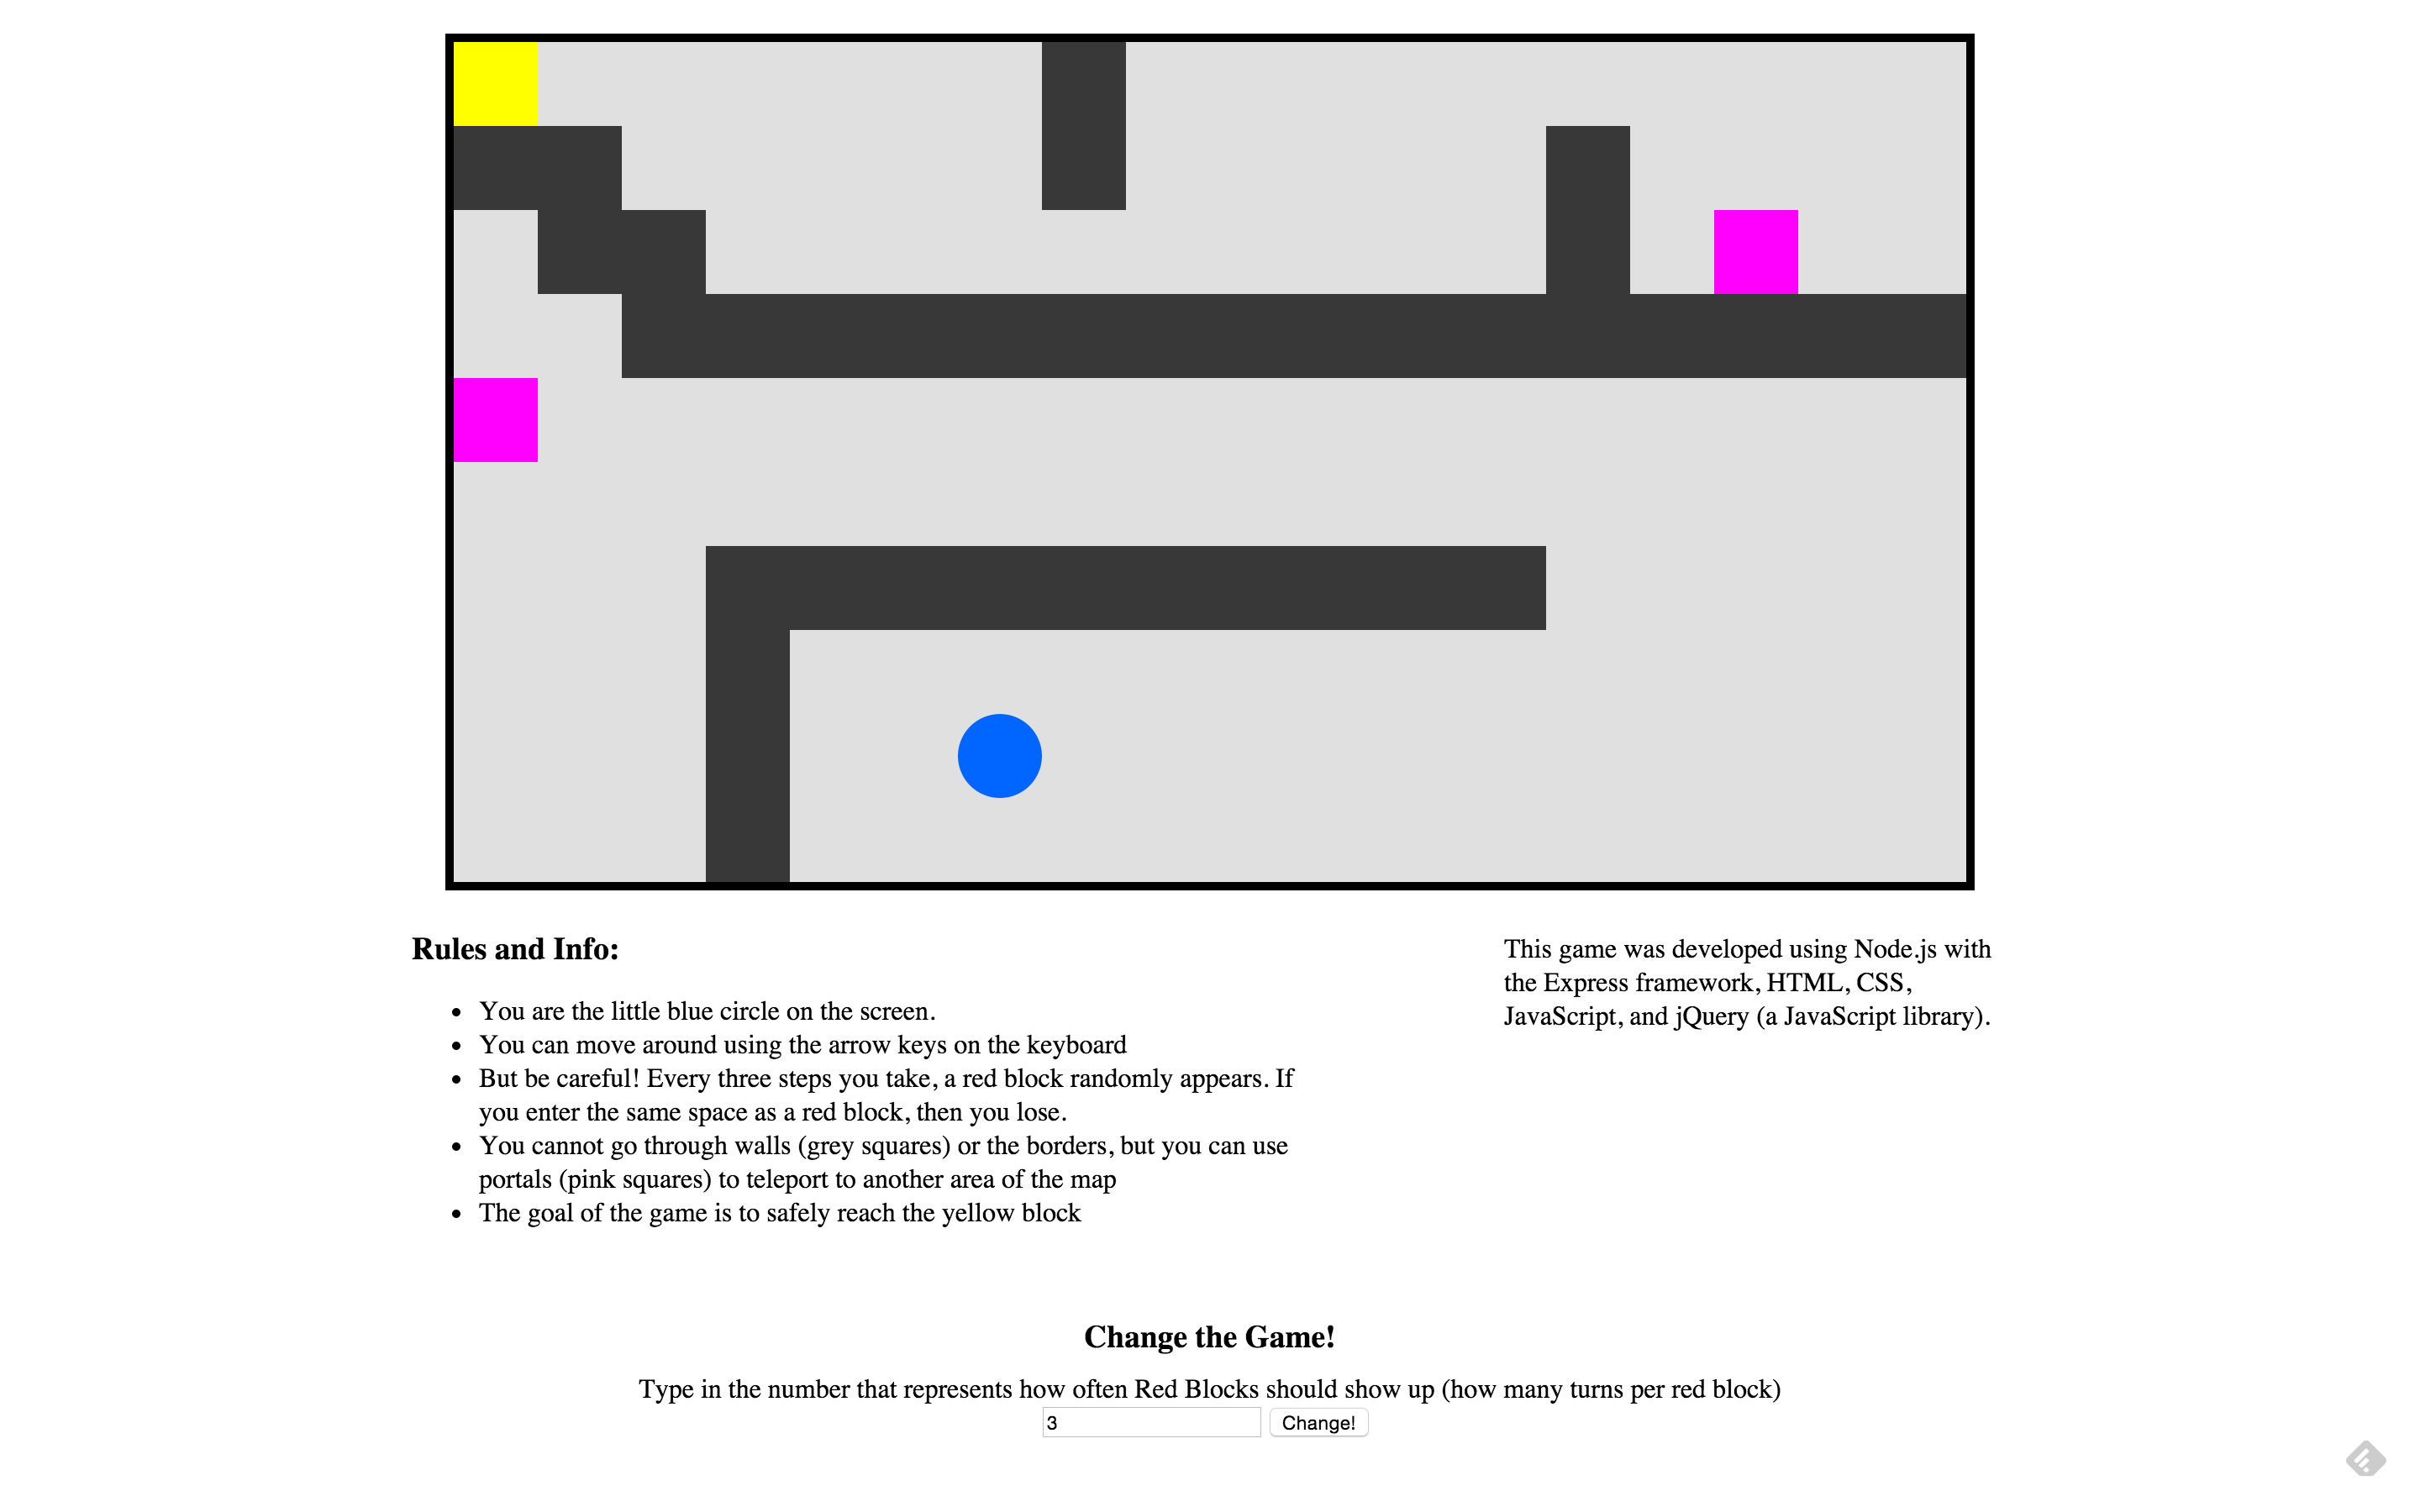 Rules and Info:
This game was developed using Node.js with
the Express framework, HTML, CSS,
JavaScript, and jQuery (a JavaScript library).
• You are the little blue circle on the screen.
• You can move around using the arrow keys on the keyboard
• But be careful! Every three steps you take, a red block randomly appears. If
you enter the same space as a red block, then you lose.
• You cannot go through walls (grey squares) or the borders, but you can use
portals (pink squares) to teleport to another area of the map
• The goal of the game is to safely reach the yellow block
Change the Game!
Type in the number that represents how often Red Blocks should show up (how many turns per red block)
3 Change!